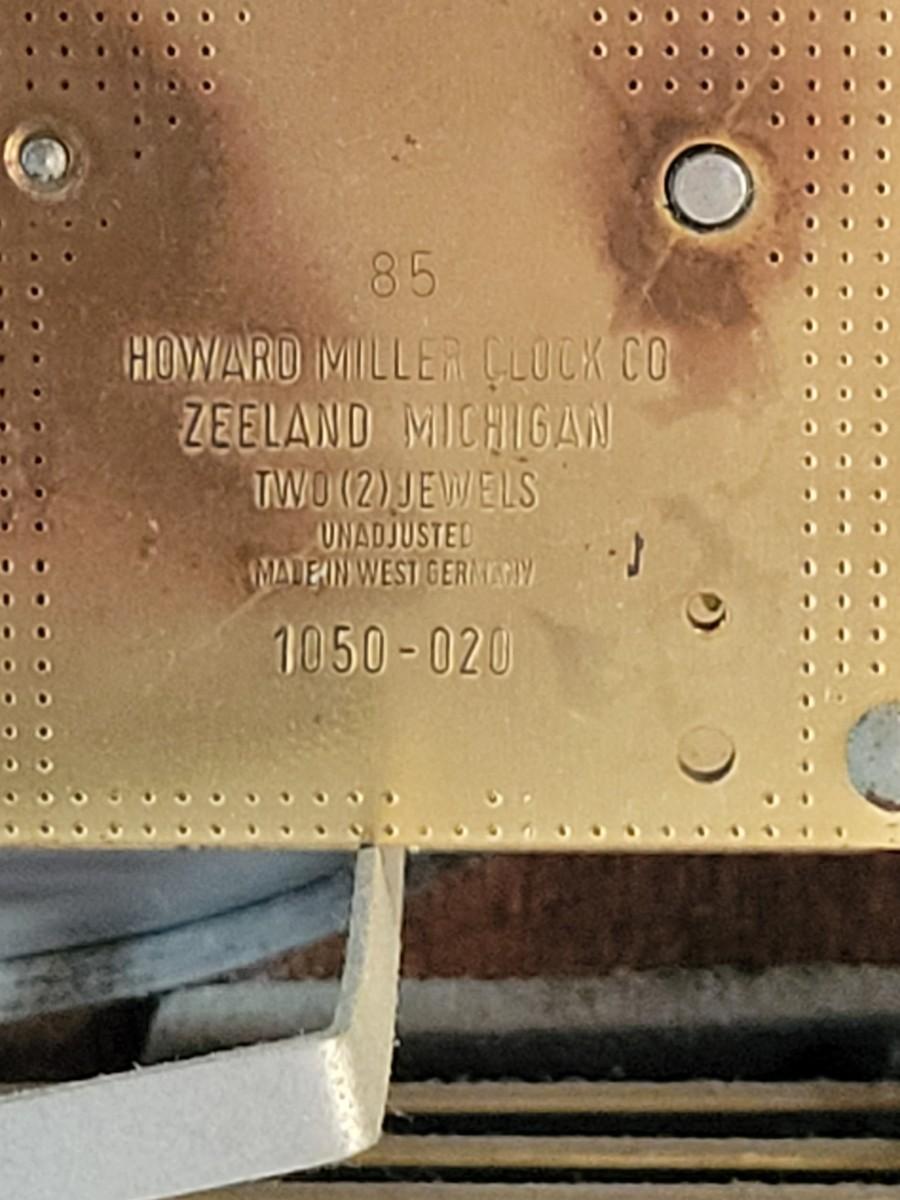 85
HOWARD MILLER CLOCK CO
ZEELAND MICHIGAN
TWO (2) JEWELS
UNADJUSTED
MADE IN WEST GERMANY
1050-020